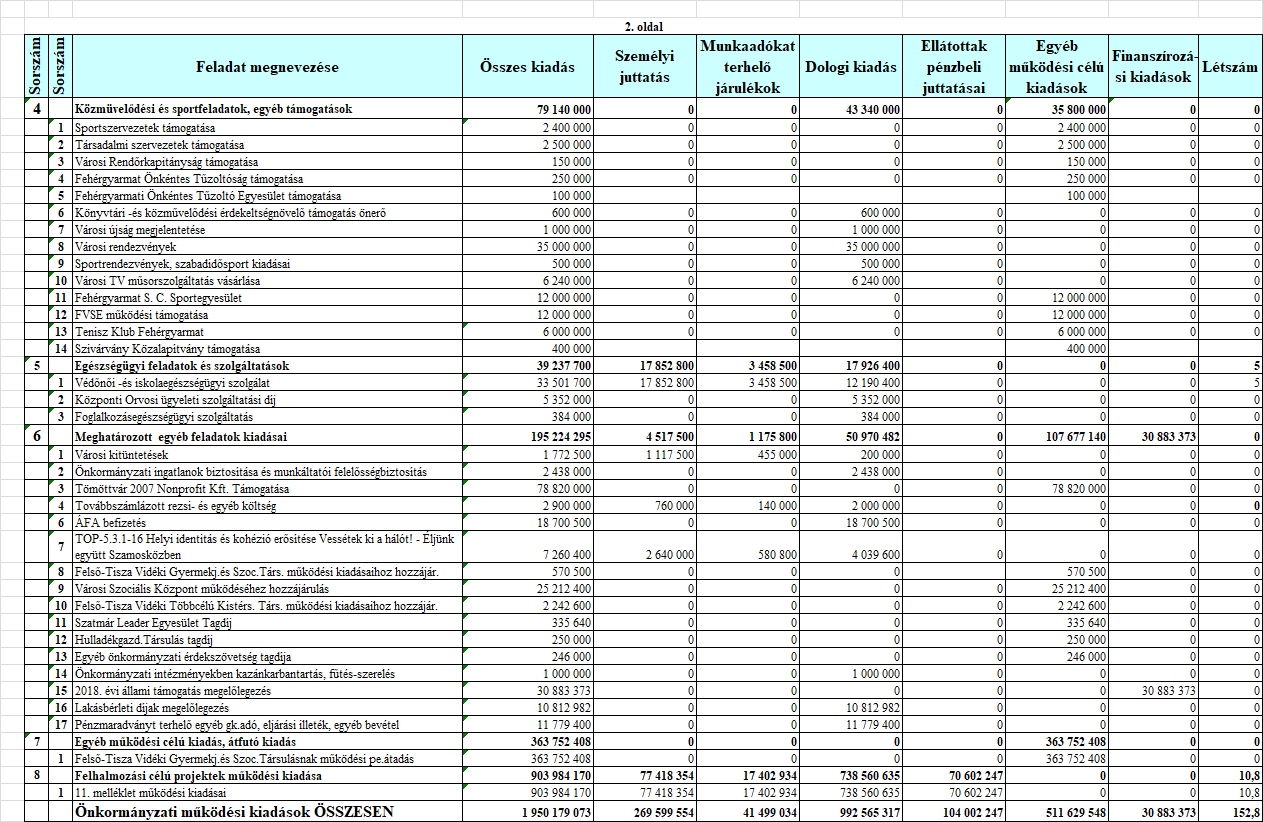 2. oldal
Sorszám Sorszám Feladat megnevezése Összes kiadás Személyi juttatás Munkaadókat terhelő járulékok Dologi kiadás Ellátottak pénzbeli juttatásai Egyéb működési célú kiadások Finanszírozá-si kiadások Létszám
4 Közművelődési és sportfeladatok, egyéb támogatások 79 140 000 0 0 43 340 000 0 35 800 000 0 0
1 Sportszervezetek támogatása 2 400 000 0 0 0 0 2 400 000 0 0
2 Társadalmi szervezetek támogatása 2 500 000 0 0 0 0 2 500 000 0 0
3 Városi Rendőrkapitányság támogatása 150 000 0 0 0 0 150 000 0 0
4 Fehérgyarmat Önkéntes Tűzoltóság támogatása 250 000 0 0 0 0 250 000 0 0
5 Fehérgyarmati Önkéntes Tűzoltó Egyesület támogatása 100 000 100 000
6 Könyvtári -és közművelődési érdekeltségnövelő támogatás önerő 600 000 0 0 600 000 0 0 0 0
7 Városi újság megjelentetése 1 000 000 0 0 1 000 000 0 0 0 0
8 Városi rendezvények 35 000 000 0 0 35 000 000 0 0 0 0
9 Sportrendezvények, szabadidősport kiadásai 500 000 0 0 500 000 0 0 0 0
10 Városi TV műsorszolgáltatás vásárlása 6 240 000 0 0 6 240 000 0 0 0 0
11 Fehérgyarmat S. C. Sportegyesület 12 000 000 0 0 0 0 12 000 000 0 0
12 FVSE működési támogatása 12 000 000 0 0 0 0 12 000 000 0 0
13 Tenisz Klub Fehérgyarmat 6 000 000 0 0 0 0 6 000 000 0 0
14 Szivárvány Közalapítvány támogatása 400 000 400 000
5 Egészségügyi feladatok és szolgáltatások 39 237 700 17 852 800 3 458 500 17 926 400 0 0 0 5
1 Védőnői -és iskolaegészségügyi szolgálat 33 501 700 17 852 800 3 458 500 12 190 400 0 0 0 5
2 Központi Orvosi ügyeleti szolgáltatási díj 5 352 000 0 0 5 352 000 0 0 0 0
3 Foglalkozásegészségügyi szolgáltatás 384 000 0 0 384 000 0 0 0 0
6 Meghatározott egyéb feladatok kiadásai 195 224 295 4 517 500 1 175 800 50 970 482 0 107 677 140 30 883 373 0
1 Városi kitüntetések 1 772 500 1 117 500 455 000 200 000 0 0 0 0
2 Önkormányzati ingatlanok biztosítása és munkáltatói felelősségbiztosítás 2 438 000 0 0 2 438 000 0 0 0 0
3 Tömöttvár 2007 Nonprofit Kft. Támogatása 78 820 000 0 0 0 0 78 820 000 0 0
4 Továbbszámlázott rezsi- és egyéb költség 2 900 000 760 000 140 000 2 000 000 0 0 0 0
6 ÁFA befizetés 18 700 500 0 0 18 700 500 0 0 0 0
7 TOP-5.3.1-16 Helyi identitás és kohézió erősítése Vessétek ki a hálót! - Éljünk
együtt Szamosközben 7 260 400 2 640 000 580 800 4 039 600 0 0 0 0
8 Felső-Tisza Vidéki Gyermekj.és Szoc.Társ. működési kiadásaihoz hozzájár. 570 500 0 0 0 570 500 0 0
9 Városi Szociális Központ működéséhez hozzájárulás 25 212 400 0 0 0 0 25 212 400 0 0
10 Felső-Tisza Vidéki Többcélú Kistérs. Társ. működési kiadásaihoz hozzájár. 2 242 600 0 0 0 0 2 242 600 0 0
11 Szatmár Leader Egyesület Tagdíj 335 640 0 0 0 0 335 640 0 0
12 Hulladékgazd.Társulás tagdíj 250 000 0 0 0 0 250 000 0 0
13 Egyéb önkormányzati érdekszövetség tagdíja 246 000 0 0 0 0 246 000 0 0
14 Önkormányzati intézményekben kazánkarbantartás, fűtés-szerelés 1 000 000 0 0 1 000 000 0 0 0 0
15 2018. évi állami támogatás megelőlegezés 30 883 373 0 0 0 0 0 30 883 373 0
16 Lakásbérleti díjak megelőlegezés 10 812 982 0 0 10 812 982 0 0 0 0
17 Pénzmaradványt terhelő egyéb gk.adó, eljárási illeték, egyéb bevétel 11 779 400 0 0 11 779 400 0 0 0 0
7 Egyéb működési célú kiadás, átfutó kiadás 363 752 408 0 0 0 0 363 752 408 0 0
1 Felső-Tisza Vidéki Gyermekj.és Szoc.Társulásnak működési pe.átadás 363 752 408 0 0 0 0 363 752 408 0 0
8 Felhalmozási célú projektek működési kiadása 903 984 170 77 418 354 17 402 934 738 560 635 70 602 247 0 0 10,8
1 11. melléklet működési kiadásai 903 984 170 77 418 354 17 402 934 738 560 635 70 602 247 0 0 10,8
Önkormányzati működési kiadások ÖSSZESEN 1 950 179 073 269 599 554 41 499 034 992 565 317 104 002 247 511 629 548 30 883 373 152,8